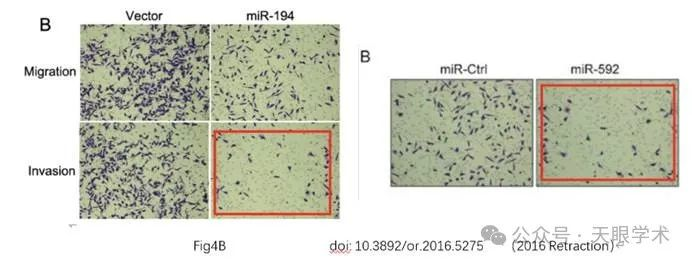 B
Vector miR-194
Migration
Invasion
B
miR-Ctrl miR-592
Fig4B doi: 10.3892/or.2016.5275 (2016 Retraction)
公众号·天眼学术